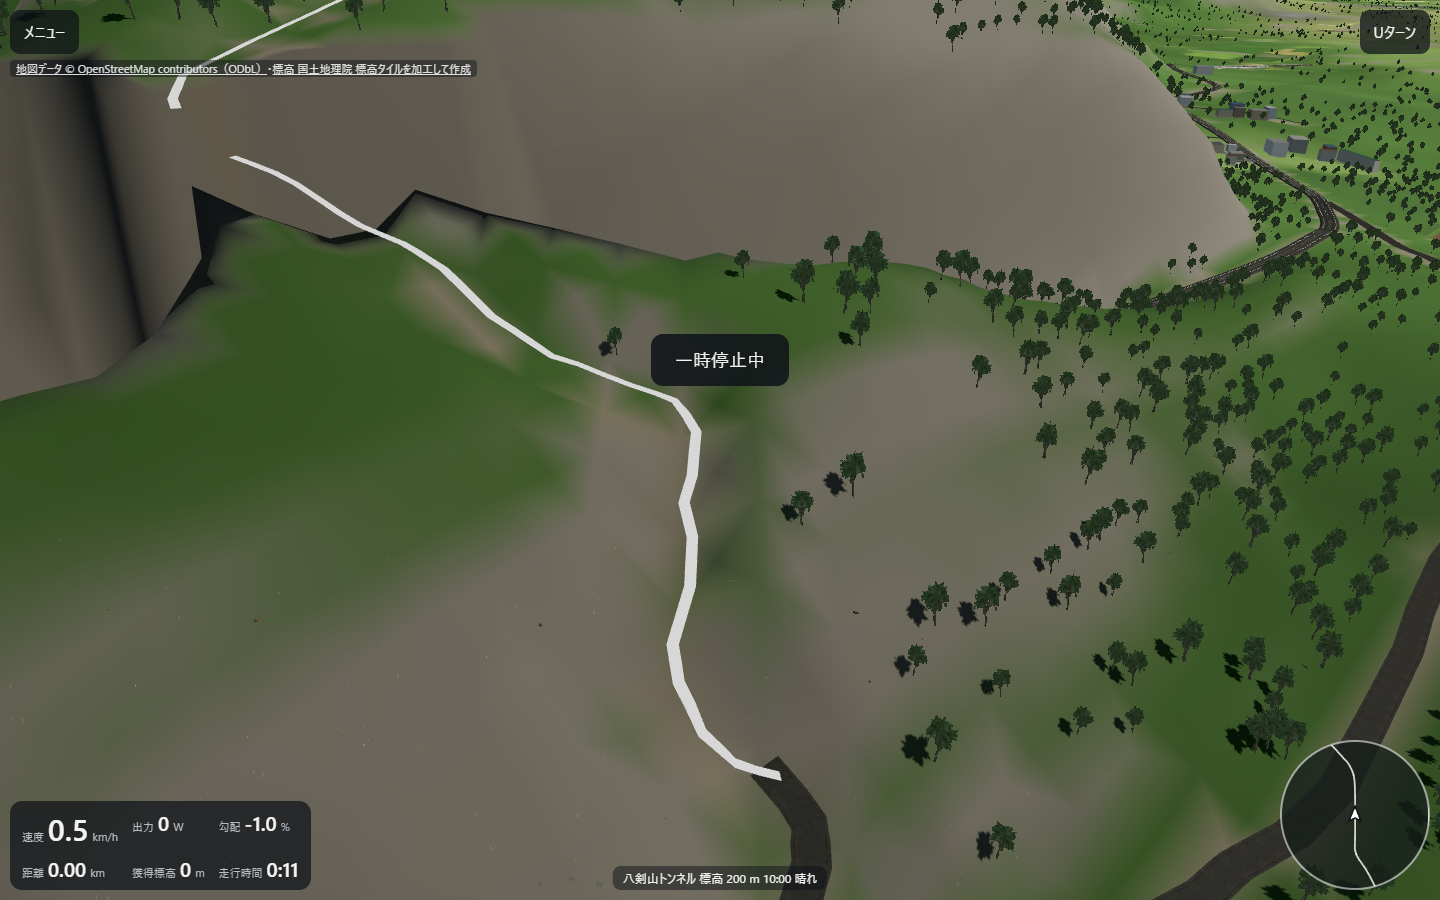 メニュー
Uターン
地図データ © OpenStreetMap contributors（ODbL）・標高 国土地理院 標高タイルを加工して作成
一時停止中
速度 0.5 km/h 出力 0 W 勾配 -1.0 %
距離 0.00 km 獲得標高 0 m 走行時間 0:11
八剣山トンネル 標高 200 m 10:00 晴れ